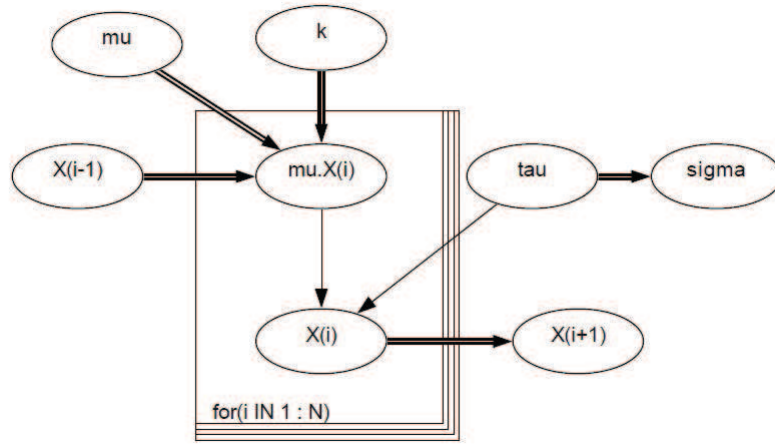 mu
k
X(i-1)
mu.X(i)
tau
sigma
X(i)
X(i+1)
for(i IN 1 : N)